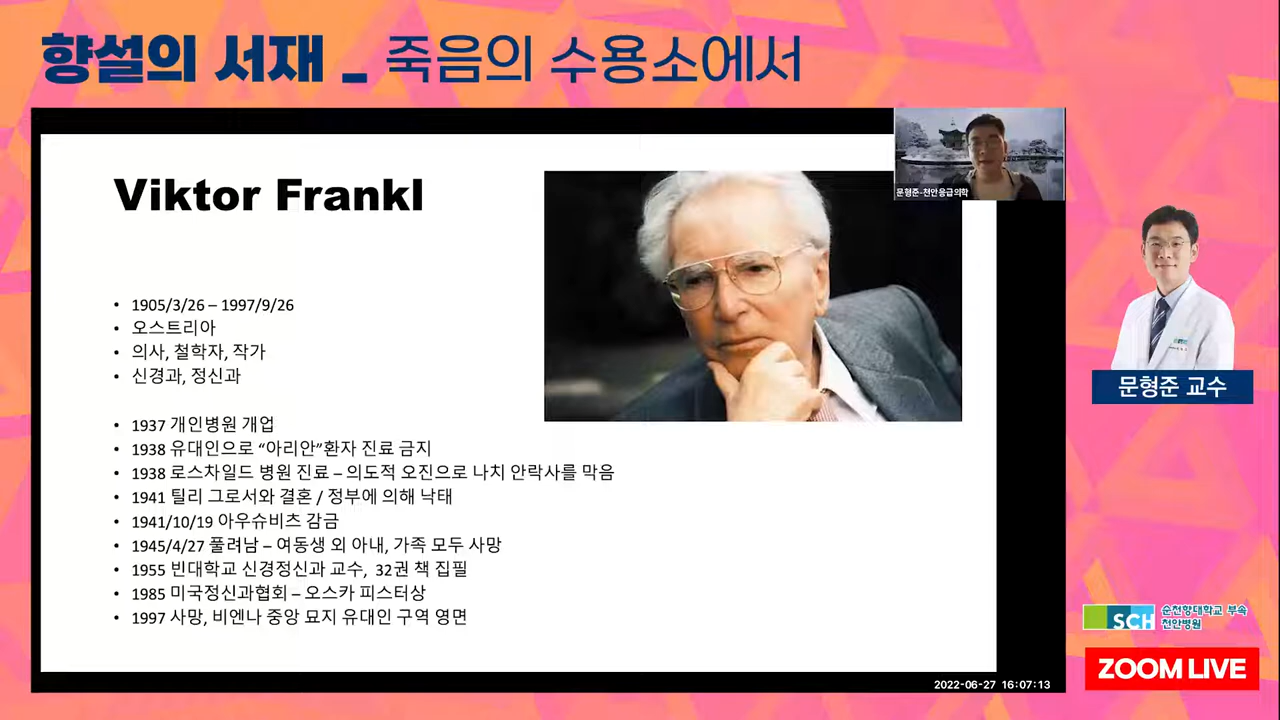 향설의 서재 _ 죽음의 수용소에서
문형준-천안응급의학
Viktor Frankl
• 1905/3/26 – 1997/9/26
• 오스트리아
• 의사, 철학자, 작가
• 신경과, 정신과
• 1937 개인병원 개업
• 1938 유대인으로 “아리안”환자 진료 금지
• 1938 로스차일드 병원 진료 – 의도적 오진으로 나치 안락사를 막음
• 1941 틸리 그로서와 결혼 / 정부에 의해 낙태
• 1941/10/19 아우슈비츠 감금
• 1945/4/27 풀려남 – 여동생 외 아내, 가족 모두 사망
• 1955 빈대학교 신경정신과 교수, 32권 책 집필
• 1985 미국정신과협회 – 오스카 피스터상
• 1997 사망, 비엔나 중앙 묘지 유대인 구역 영면
2022-06-27 16:07:13
문형준 교수
SCH 순천향대학교 부속
천안병원
ZOOM LIVE